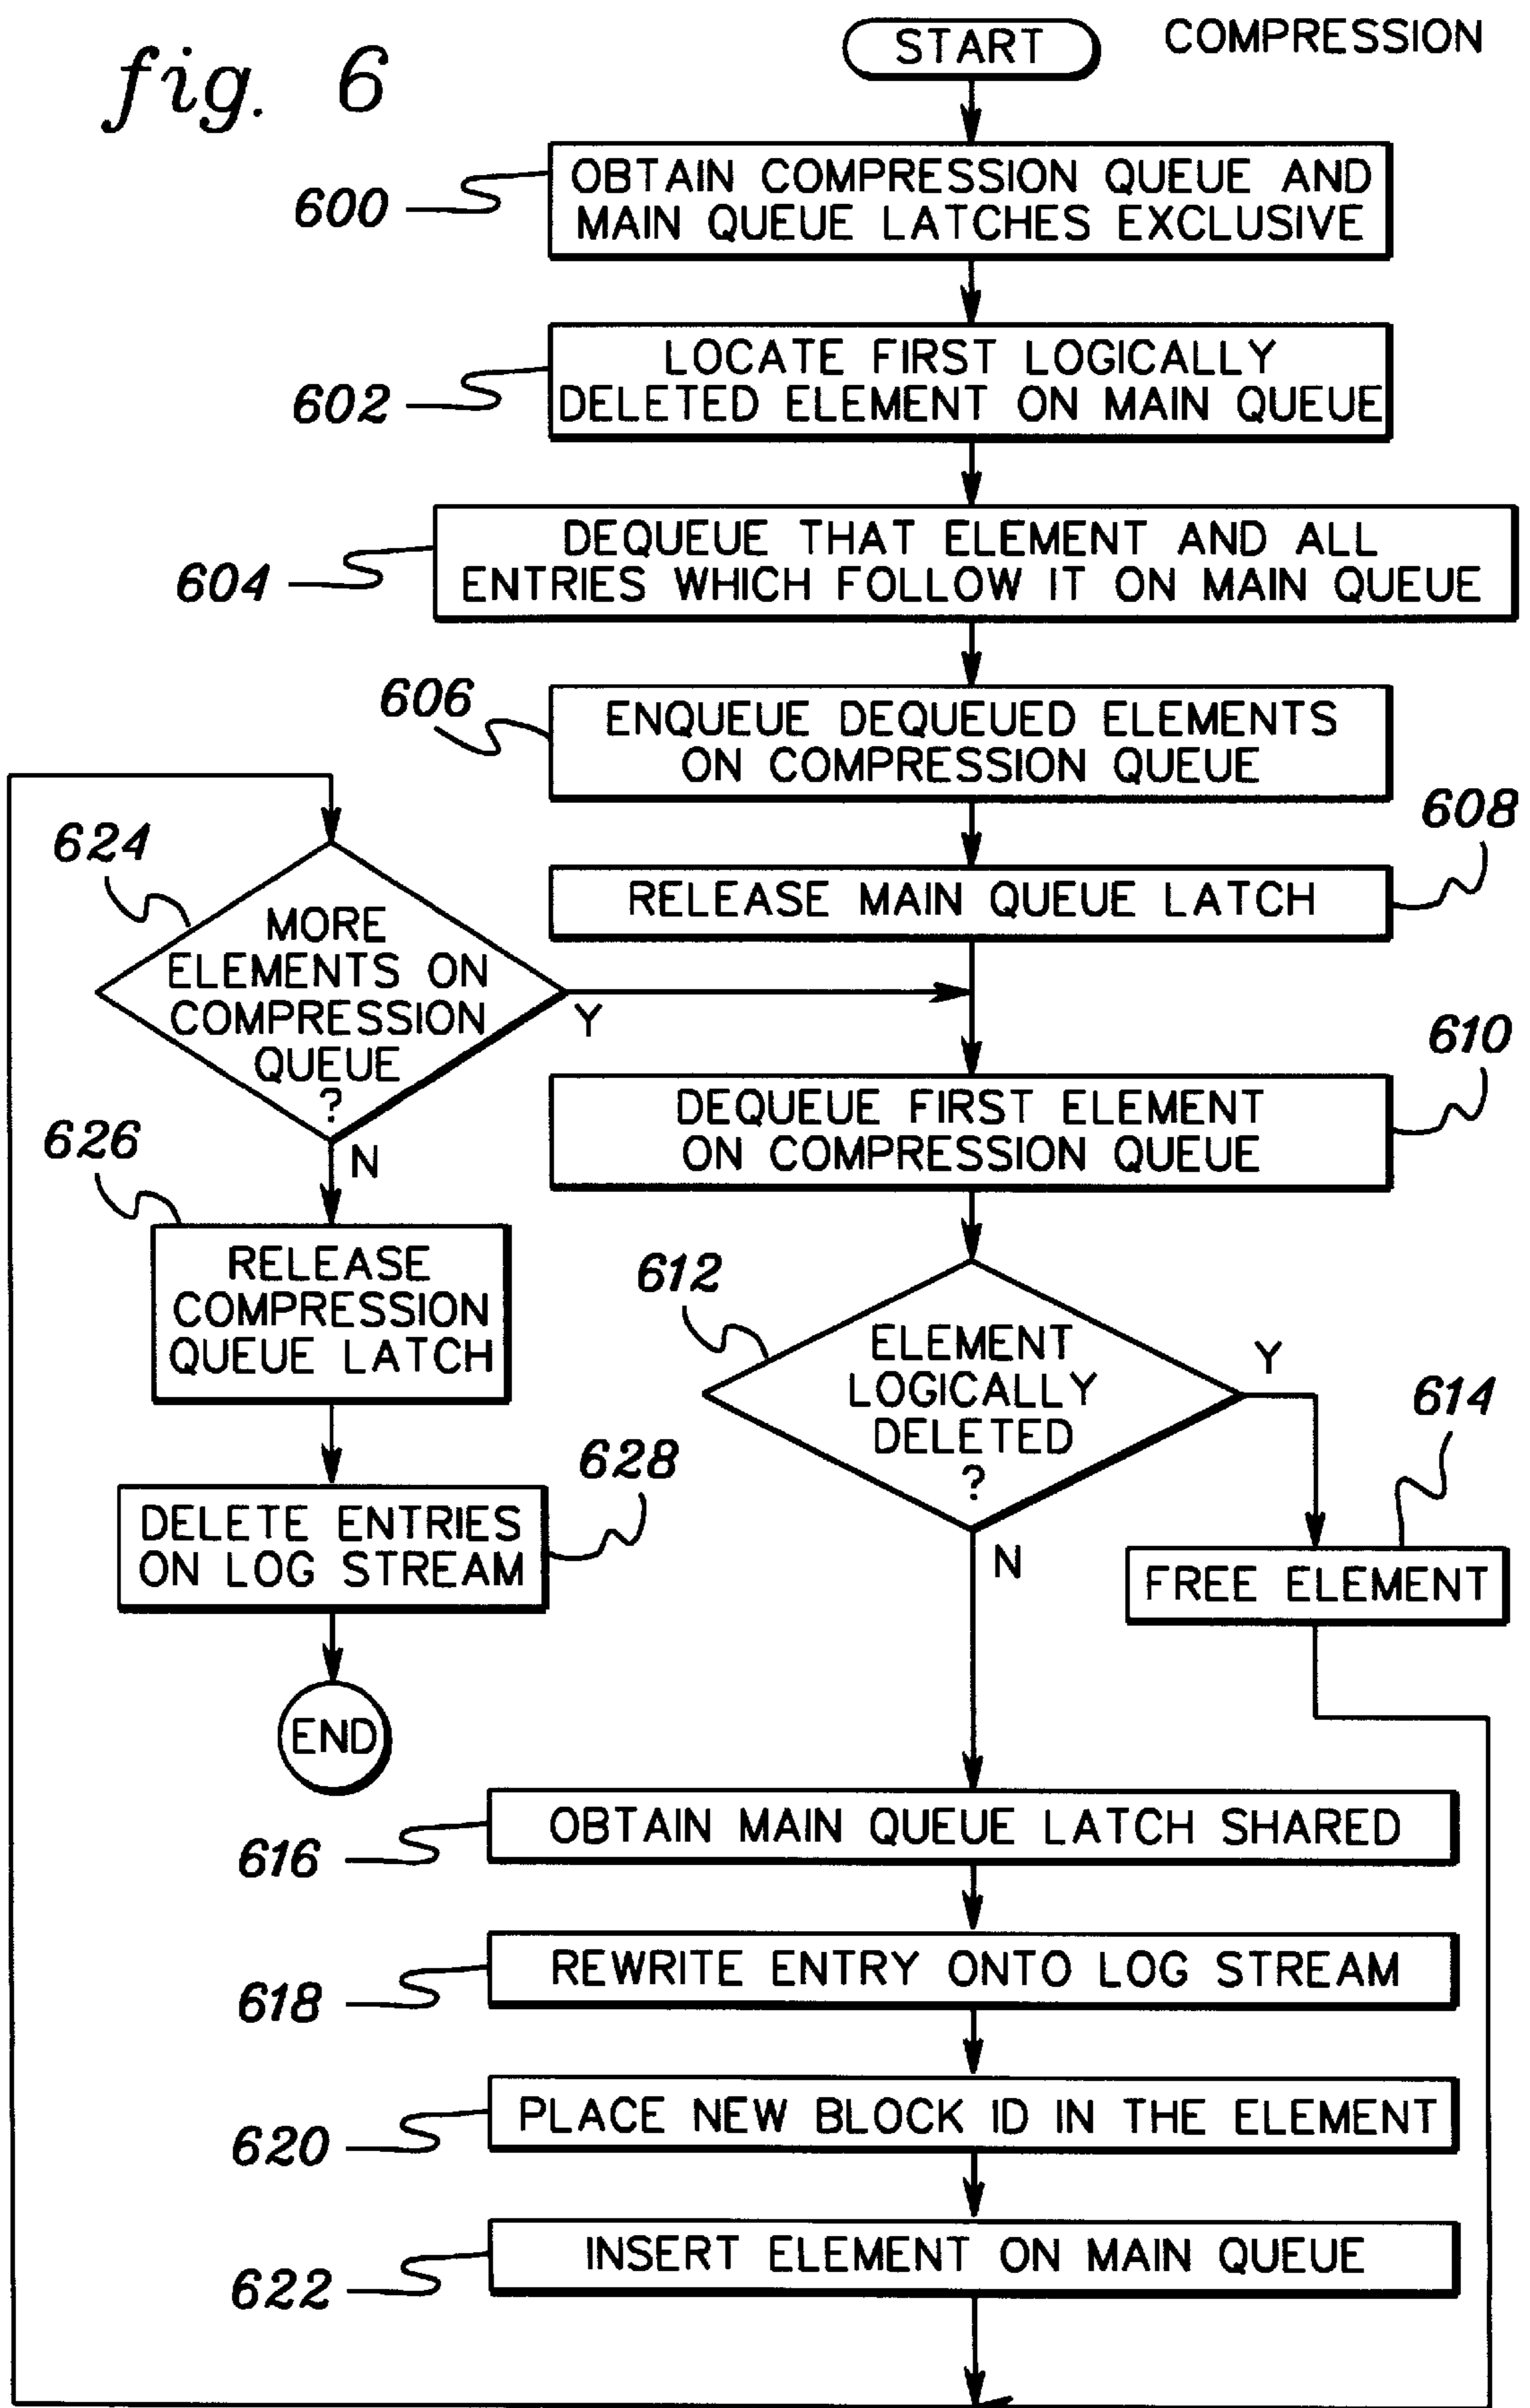 fig. 6
START
COMPRESSION
600
OBTAIN COMPRESSION QUEUE AND
MAIN QUEUE LATCHES EXCLUSIVE
602
LOCATE FIRST LOGICALLY
DELETED ELEMENT ON MAIN QUEUE
604
DEQUEUE THAT ELEMENT AND ALL
ENTRIES WHICH FOLLOW IT ON MAIN QUEUE
606
ENQUEUE DEQUEUED ELEMENTS
ON COMPRESSION QUEUE
608
RELEASE MAIN QUEUE LATCH
624
MORE
ELEMENTS ON
COMPRESSION
QUEUE
?
Y
N
610
DEQUEUE FIRST ELEMENT
ON COMPRESSION QUEUE
626
RELEASE
COMPRESSION
QUEUE LATCH
612
ELEMENT
LOGICALLY
DELETED
?
Y
N
614
FREE ELEMENT
628
DELETE ENTRIES
ON LOG STREAM
END
616
OBTAIN MAIN QUEUE LATCH SHARED
618
REWRITE ENTRY ONTO LOG STREAM
620
PLACE NEW BLOCK ID IN THE ELEMENT
622
INSERT ELEMENT ON MAIN QUEUE